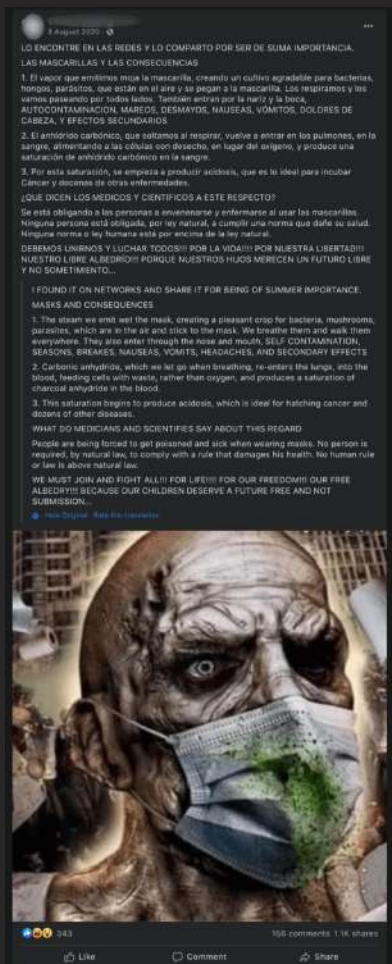 3 August 2020
LO ENCONTRE EN LAS REDES Y LO COMPARTO POR SER DE SUMA IMPORTANCIA.
LAS MASCARILLAS Y LAS CONSECUENCIAS
1. El vapor que emitimos moja la mascarilla, creando un cultivo agradable para bacterias,
hongos, parásitos, que están en el aire y se pegan a la mascarilla. Los respiramos y los
vamos paseando por todos lados. También entran por la nariz y la boca,
AUTOCONTAMINACION, MAREOS, DESMAYOS, NAUSEAS, VÓMITOS, DOLORES DE
CABEZA, Y EFECTOS SECUNDARIOS
2. El anhídrido carbónico, que soltamos al respirar, vuelve a entrar en los pulmones, en la
sangre, alimentando a las células con desecho, en lugar del oxígeno, y produce una
saturación de anhídrido carbónico en la sangre.
3. Por esta saturación, se empieza a producir acidosis, que es lo ideal para incubar
Cáncer y docenas de otras enfermedades.
¿QUE DICEN LOS MEDICOS Y CIENTIFICOS A ESTE RESPECTO?
Se está obligando a las personas a envenenarse y enfermarse al usar las mascarillas.
Ninguna persona está obligada, por ley natural, a cumplir una norma que dañe su salud.
Ninguna norma o ley humana está por encima de la ley natural.
DEBEMOS UNIRNOS Y LUCHAR TODOS!!! POR LA VIDA!!!! POR NUESTRA LIBERTAD!!!
NUESTRO LIBRE ALBEDRÍO!!! PORQUE NUESTROS HIJOS MERECEN UN FUTURO LIBRE
Y NO SOMETIMIENTO...
I FOUND IT ON NETWORKS AND SHARE IT FOR BEING OF SUMMER IMPORTANCE.
MASKS AND CONSEQUENCES
1. The steam we emit wet the mask, creating a pleasant crop for bacteria, mushrooms,
parasites, which are in the air and stick to the mask. We breathe them and walk them
everywhere. They also enter through the nose and mouth, SELF CONTAMINATION,
SEASONS, BREAKES, NAUSEAS, VOMITS, HEADACHES, AND SECONDARY EFFECTS
2. Carbonic anhydride, which we let go when breathing, re-enters the lungs, into the
blood, feeding cells with waste, rather than oxygen, and produces a saturation of
charcoal anhydride in the blood.
3. This saturation begins to produce acidosis, which is ideal for hatching cancer and
dozens of other diseases.
WHAT DO MEDICIANS AND SCIENTIFIES SAY ABOUT THIS REGARD
People are being forced to get poisoned and sick when wearing masks. No person is
required, by natural law, to comply with a rule that damages his health. No human rule
or law is above natural law.
WE MUST JOIN AND FIGHT ALL!!! FOR LIFE!!!! FOR OUR FREEDOM!!! OUR FREE
ALBEDRY!!! BECAUSE OUR CHILDREN DESERVE A FUTURE FREE AND NOT
SUBMISSION...
Hide Original · Rate this translation
343
156 comments 1.1K shares
Like
Comment
Share